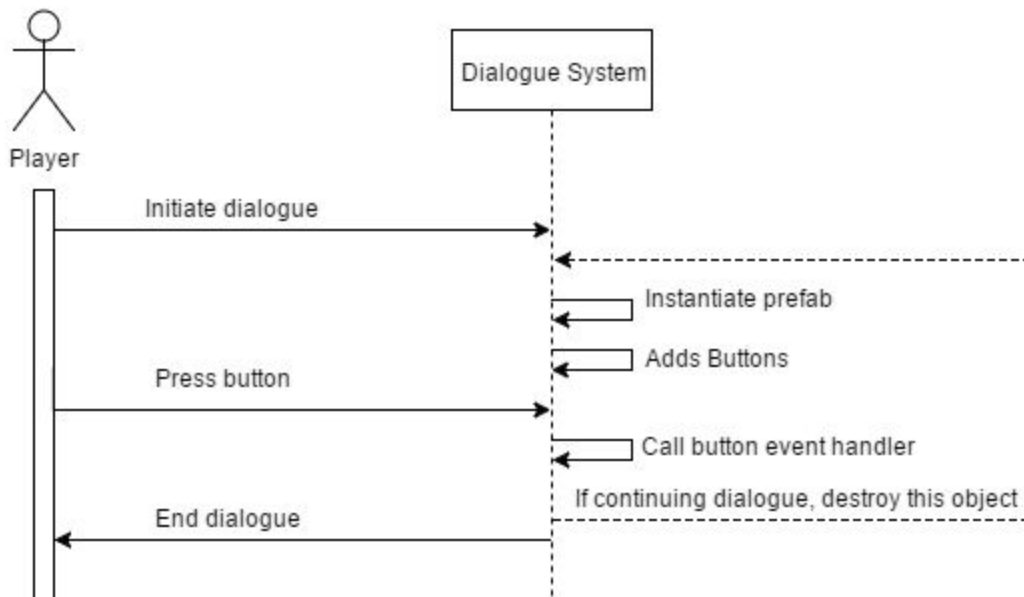 Dialogue System
Player
Initiate dialogue
Instantiate prefab
Adds Buttons
Press button
Call button event handler
If continuing dialogue, destroy this object
End dialogue